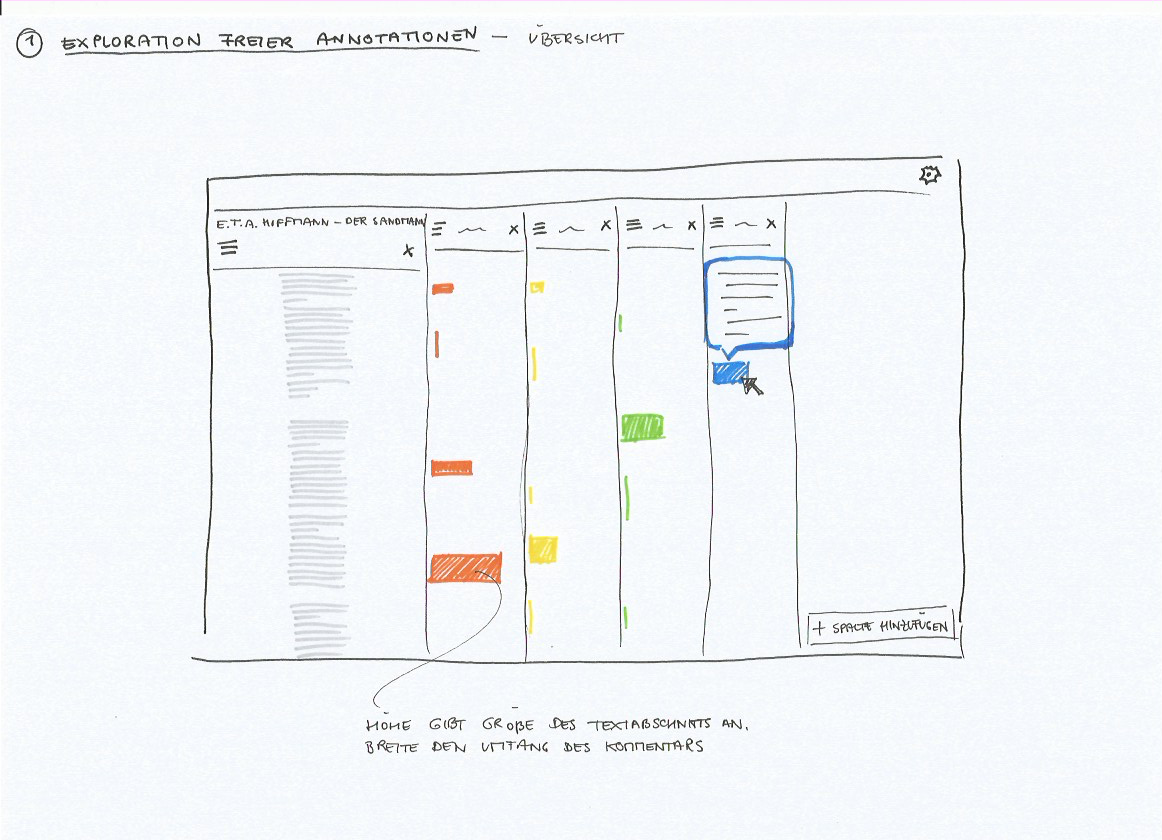 1 EXPLORATION FREIER ANNOTATIONEN – ÜBERSICHT
E.T.A. HOFFMANN – DER SANDMANN
X
X
X
X
X
+ SPALTE HINZUFÜGEN
HÖHE GIBT GRÖßE DES TEXTABSCHNITTS AN,
BREITE DEN UMFANG DES KOMMENTARS